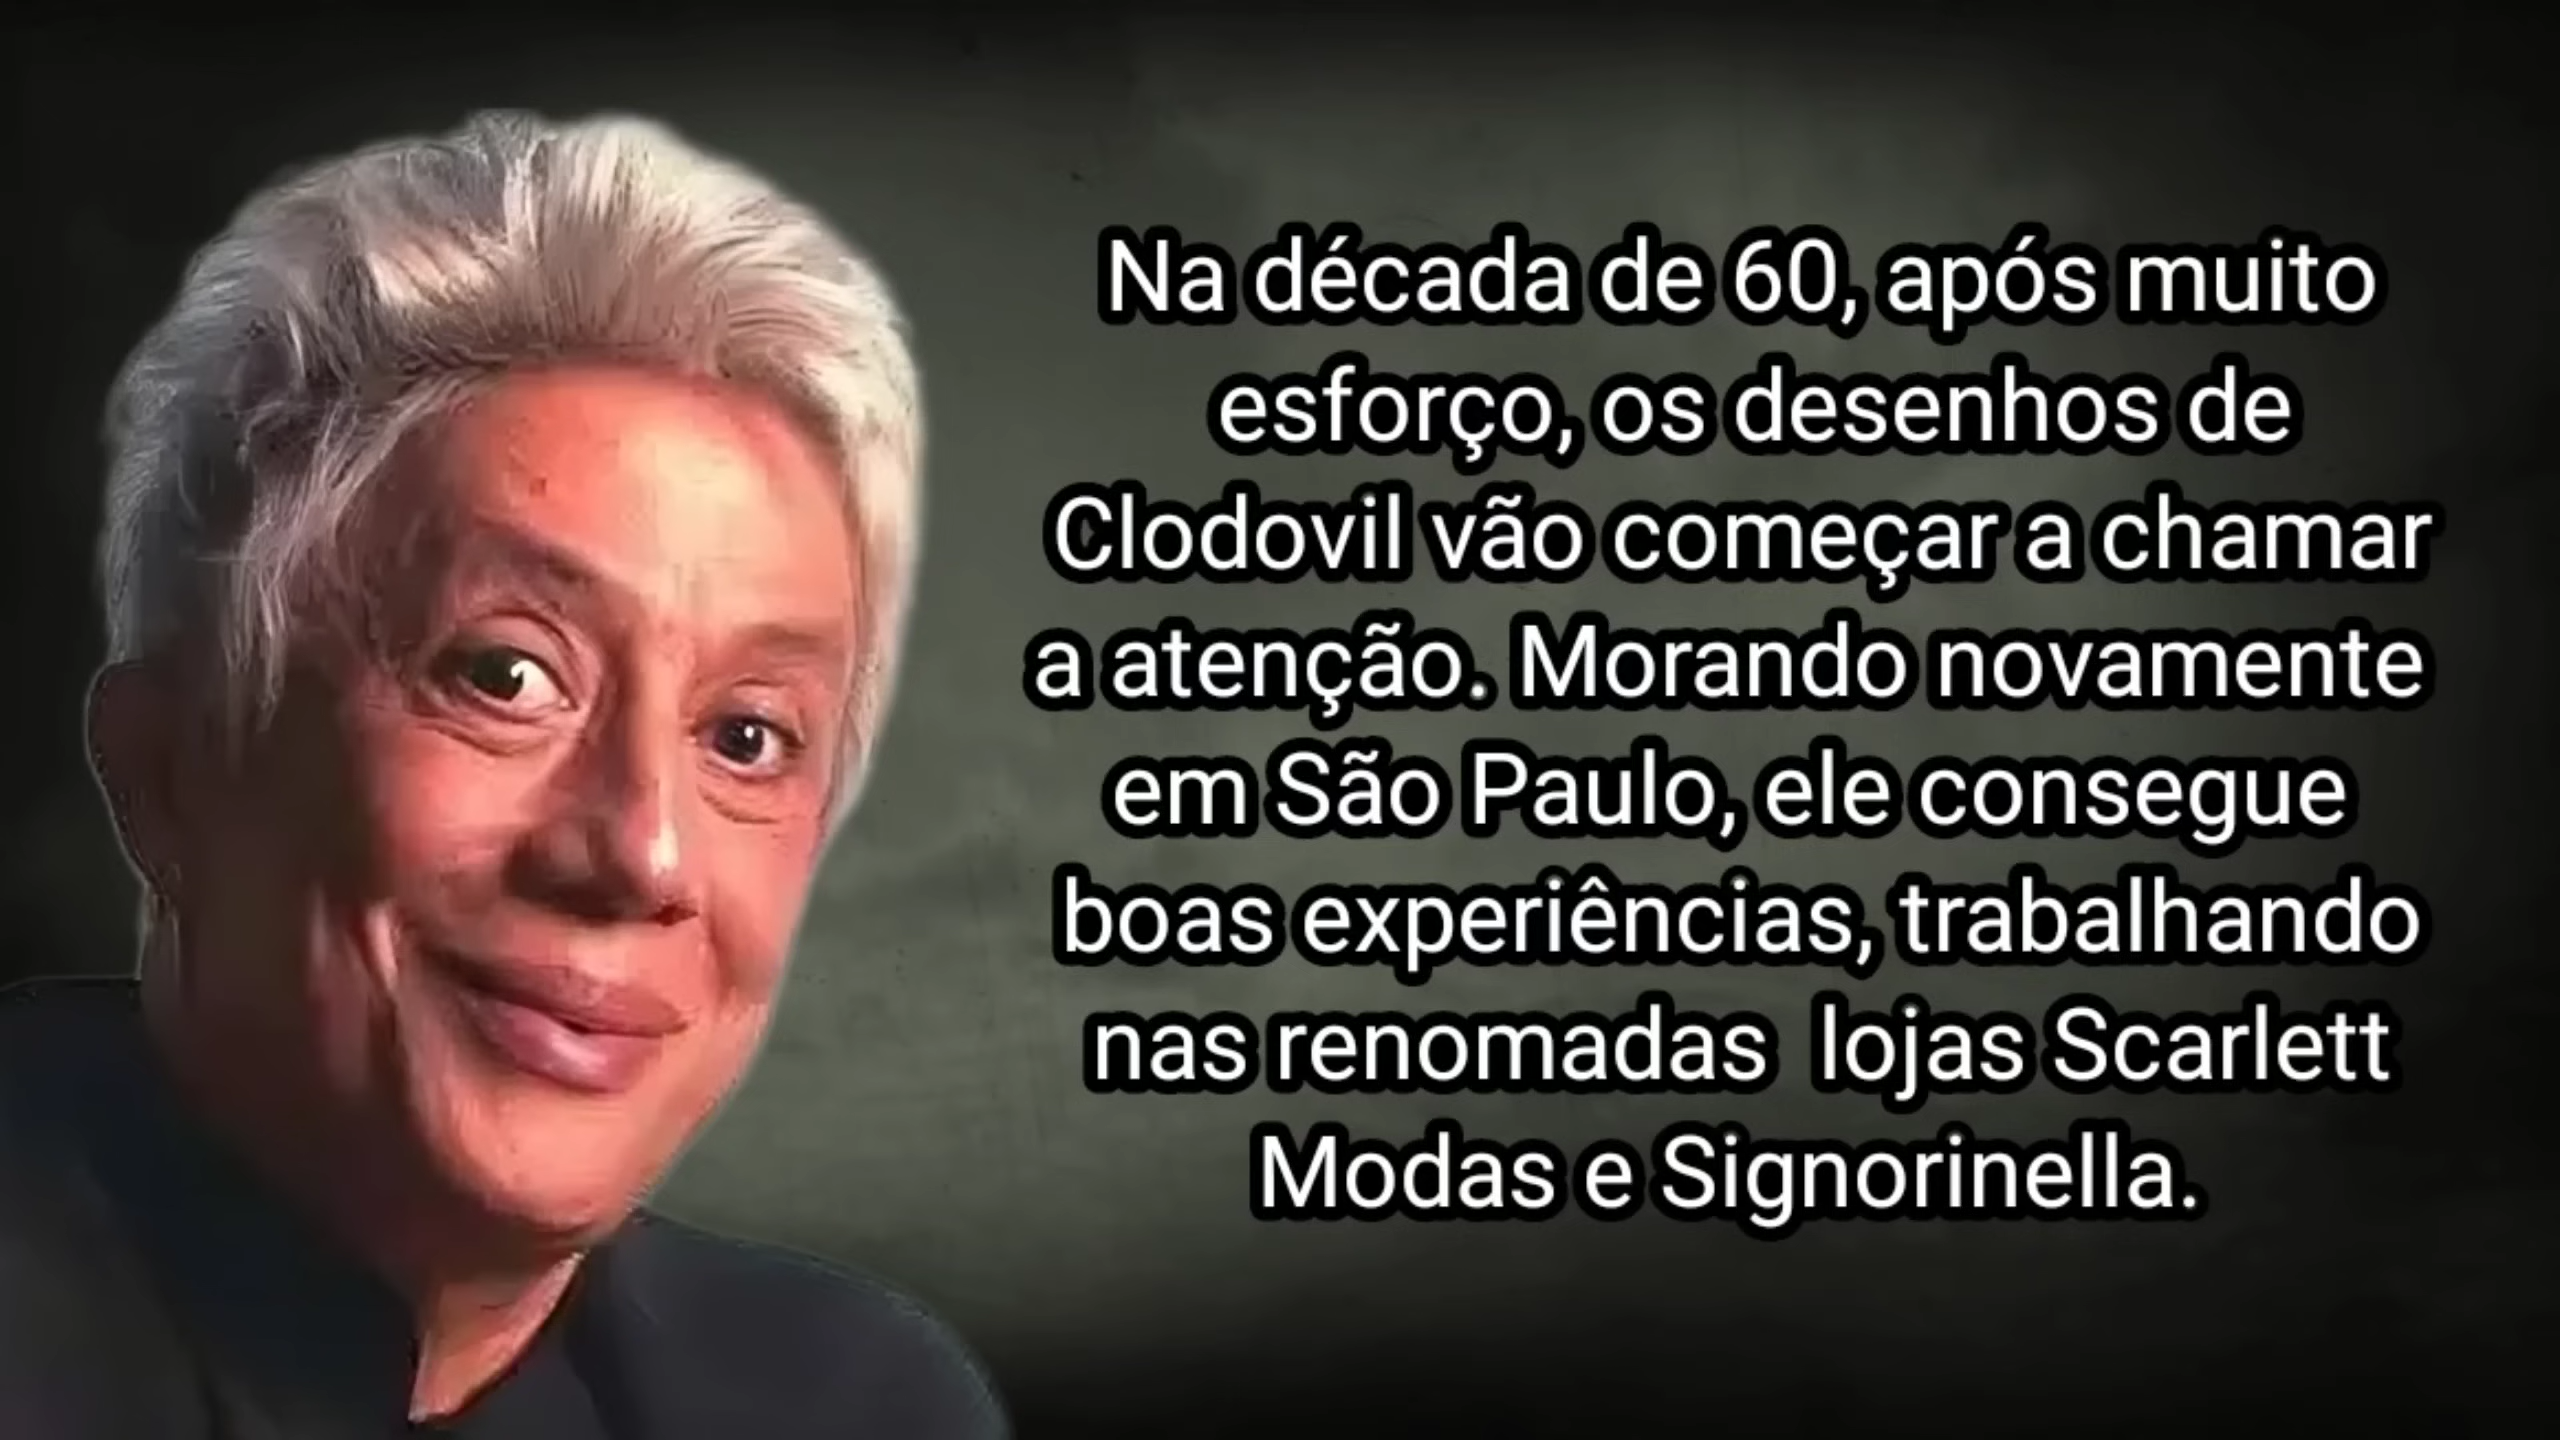 Na década de 60, após muito
esforço, os desenhos de
Clodovil vão começar a chamar
a atenção. Morando novamente
em São Paulo, ele consegue
boas experiências, trabalhando
nas renomadas  lojas Scarlett
Modas e Signorinella.